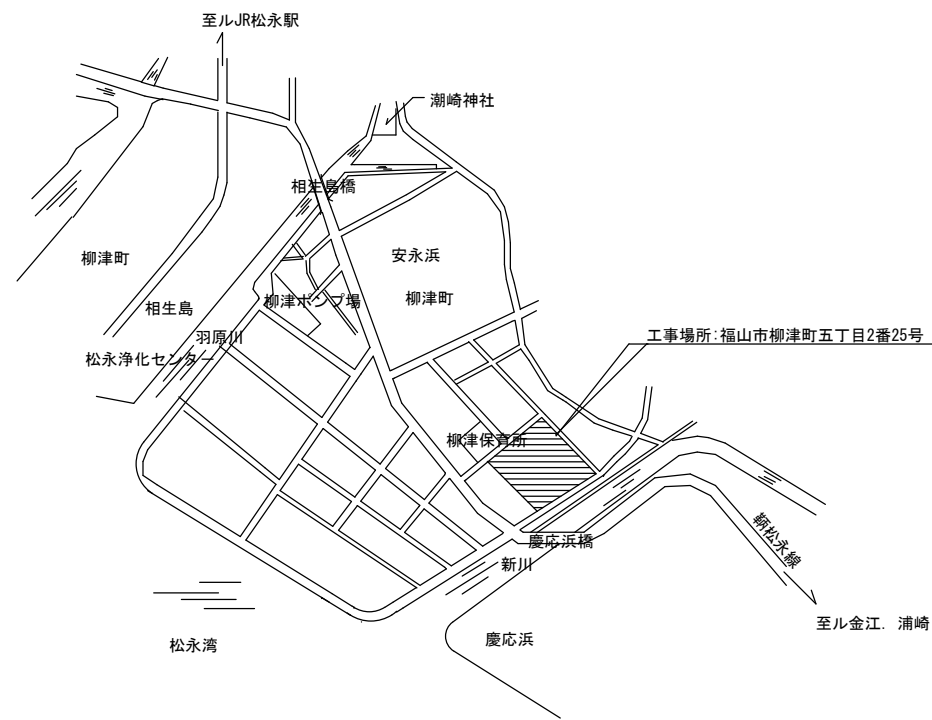 至ルJR松永駅
潮崎神社
相生島橋
柳津町
安永浜
柳津町
相生島
柳津ポンプ場
羽原川
松永浄化センター
工事場所:福山市柳津町五丁目2番25号
柳津保育所
慶応浜橋
新川
鞆松永線
至ル金江．浦崎
慶応浜
松永湾